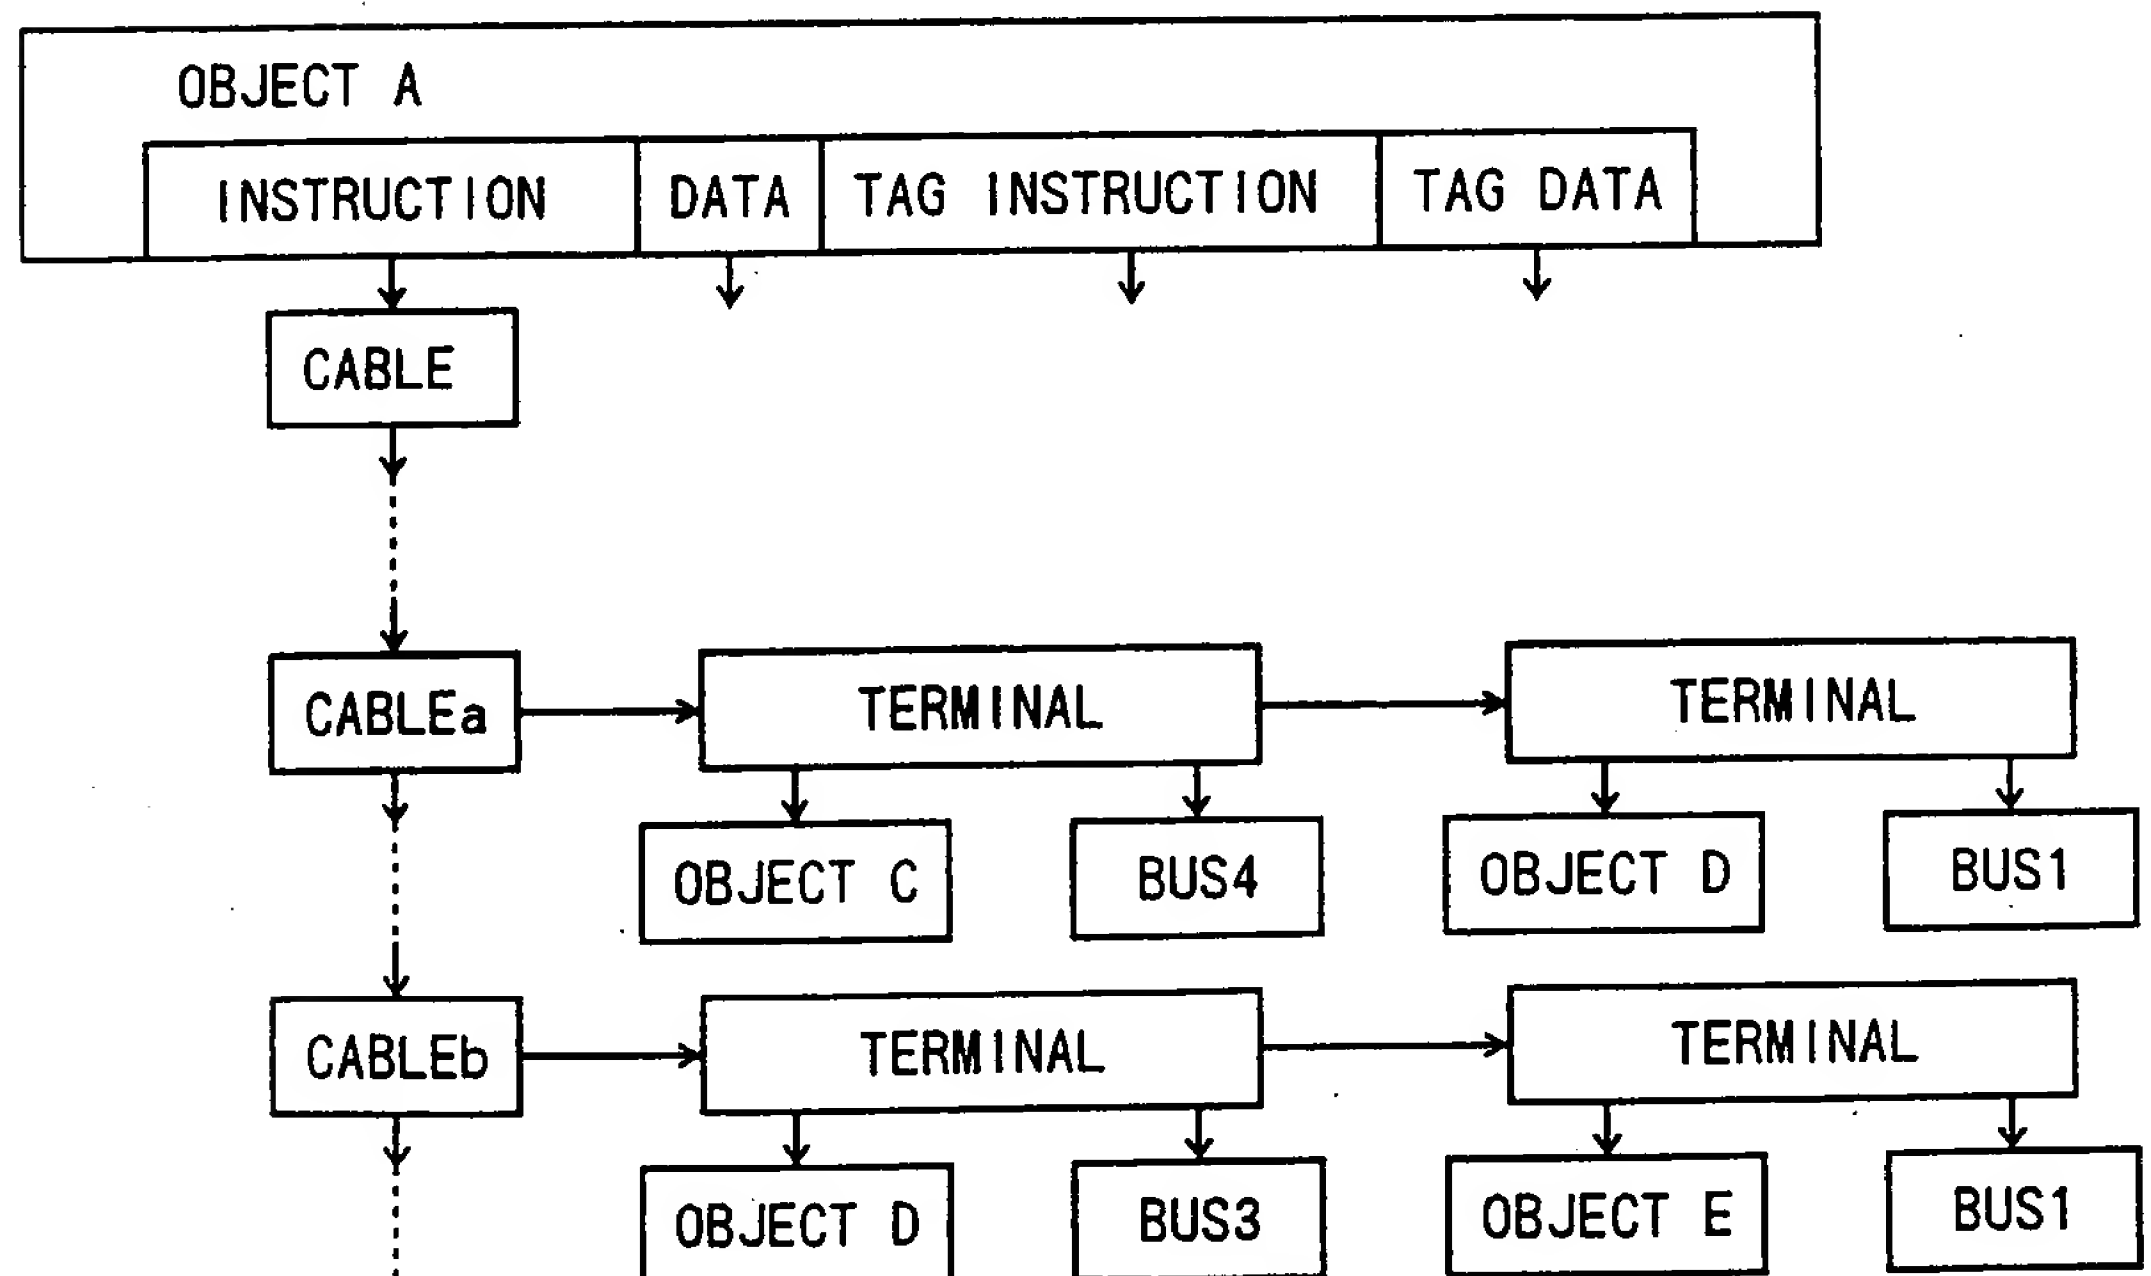 OBJECT A
INSTRUCTION DATA TAG INSTRUCTION TAG DATA
CABLE
CABLEa TERMINAL TERMINAL
OBJECT C BUS4 OBJECT D BUS1
CABLEb TERMINAL TERMINAL
OBJECT D BUS3 OBJECT E BUS1